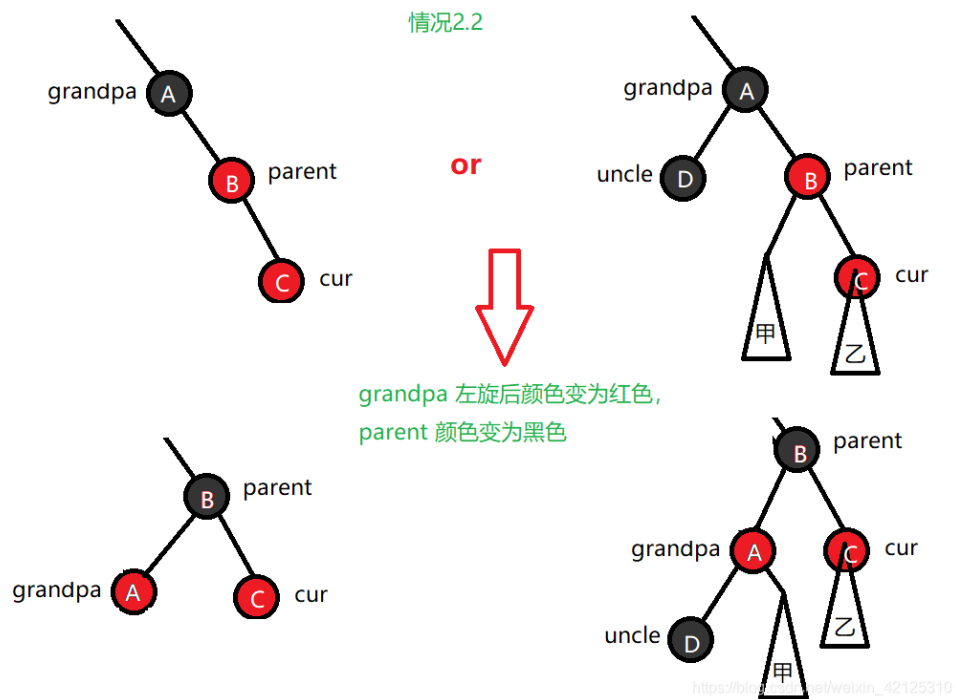 情况2.2
grandpa A
B parent
C cur
or
grandpa A
uncle D
B parent
甲
C cur
乙
grandpa 左旋后颜色变为红色，
parent 颜色变为黑色
B parent
grandpa A
C cur
B parent
grandpa A
C cur
uncle D
乙
甲
https://blog.csdn.net/weixin_42125310